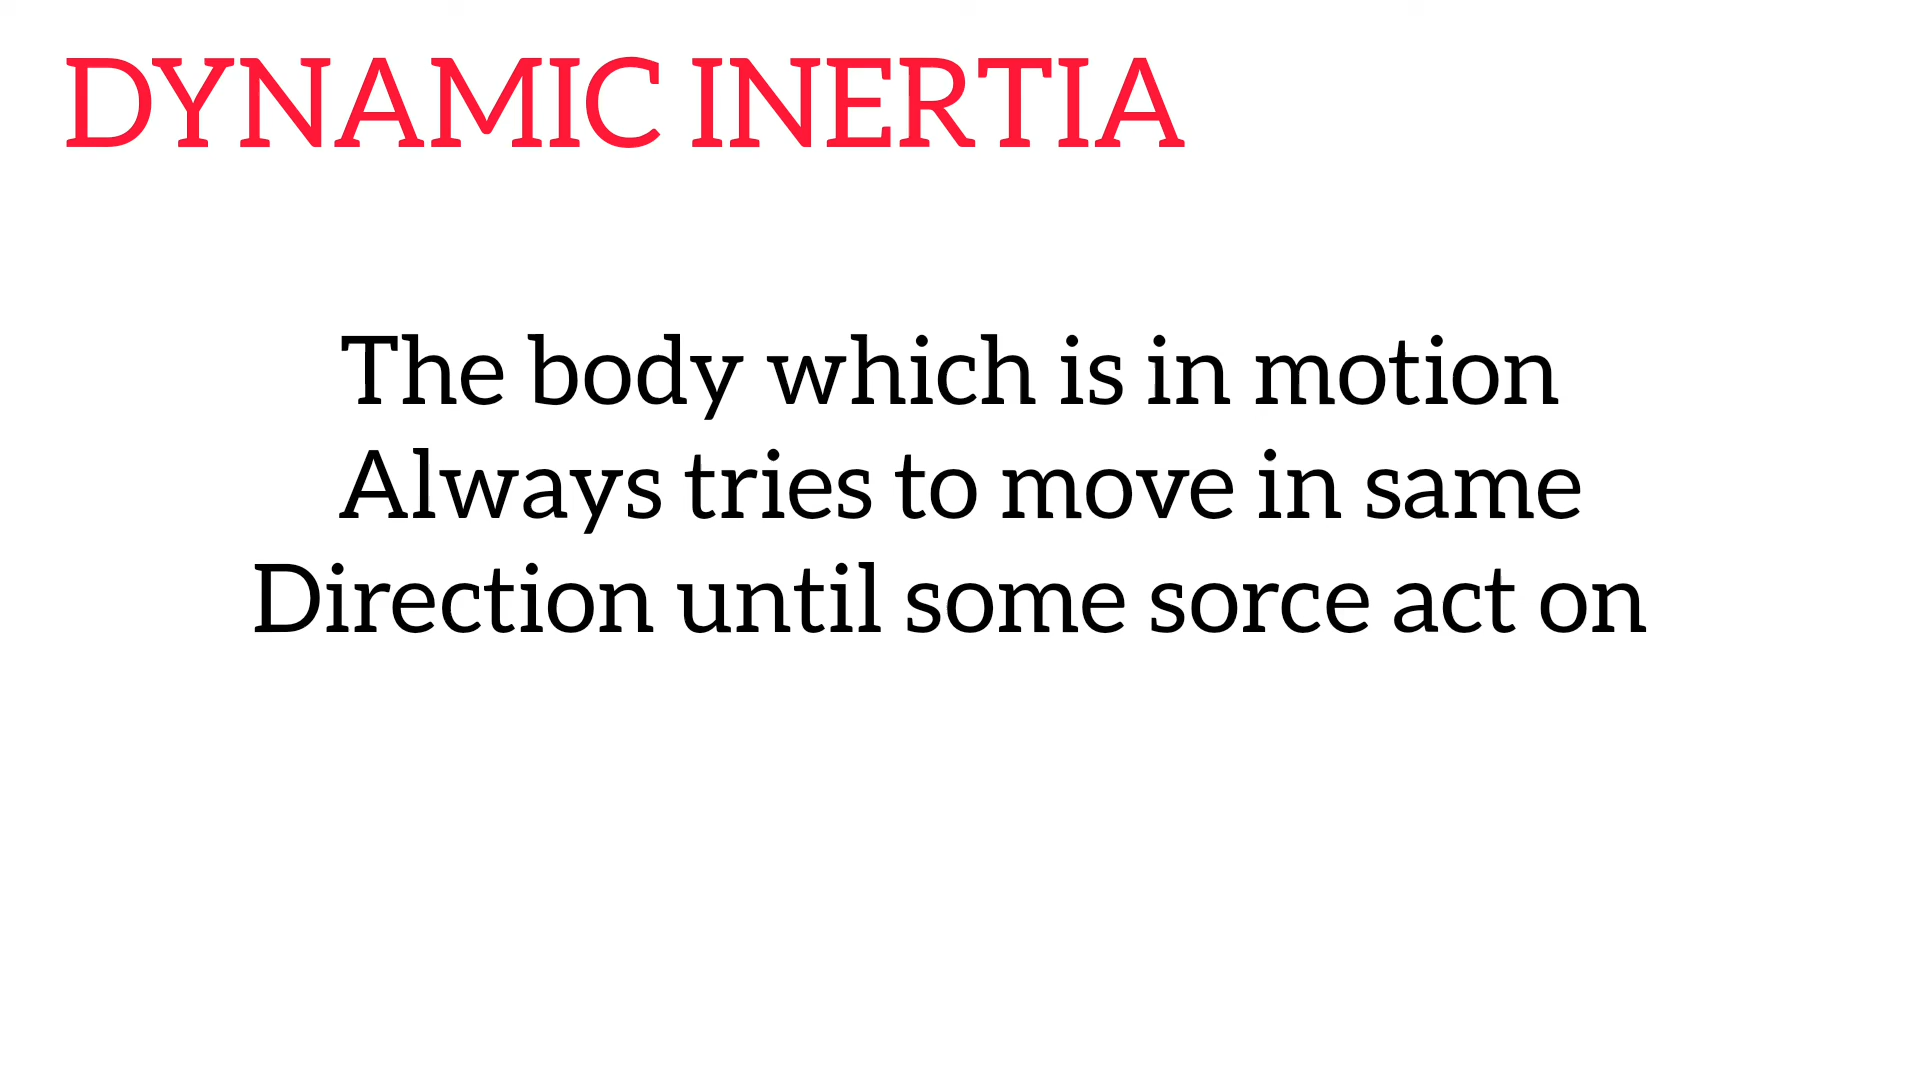 DYNAMIC INERTIA
The body which is in motion
Always tries to move in same
Direction until some sorce act on